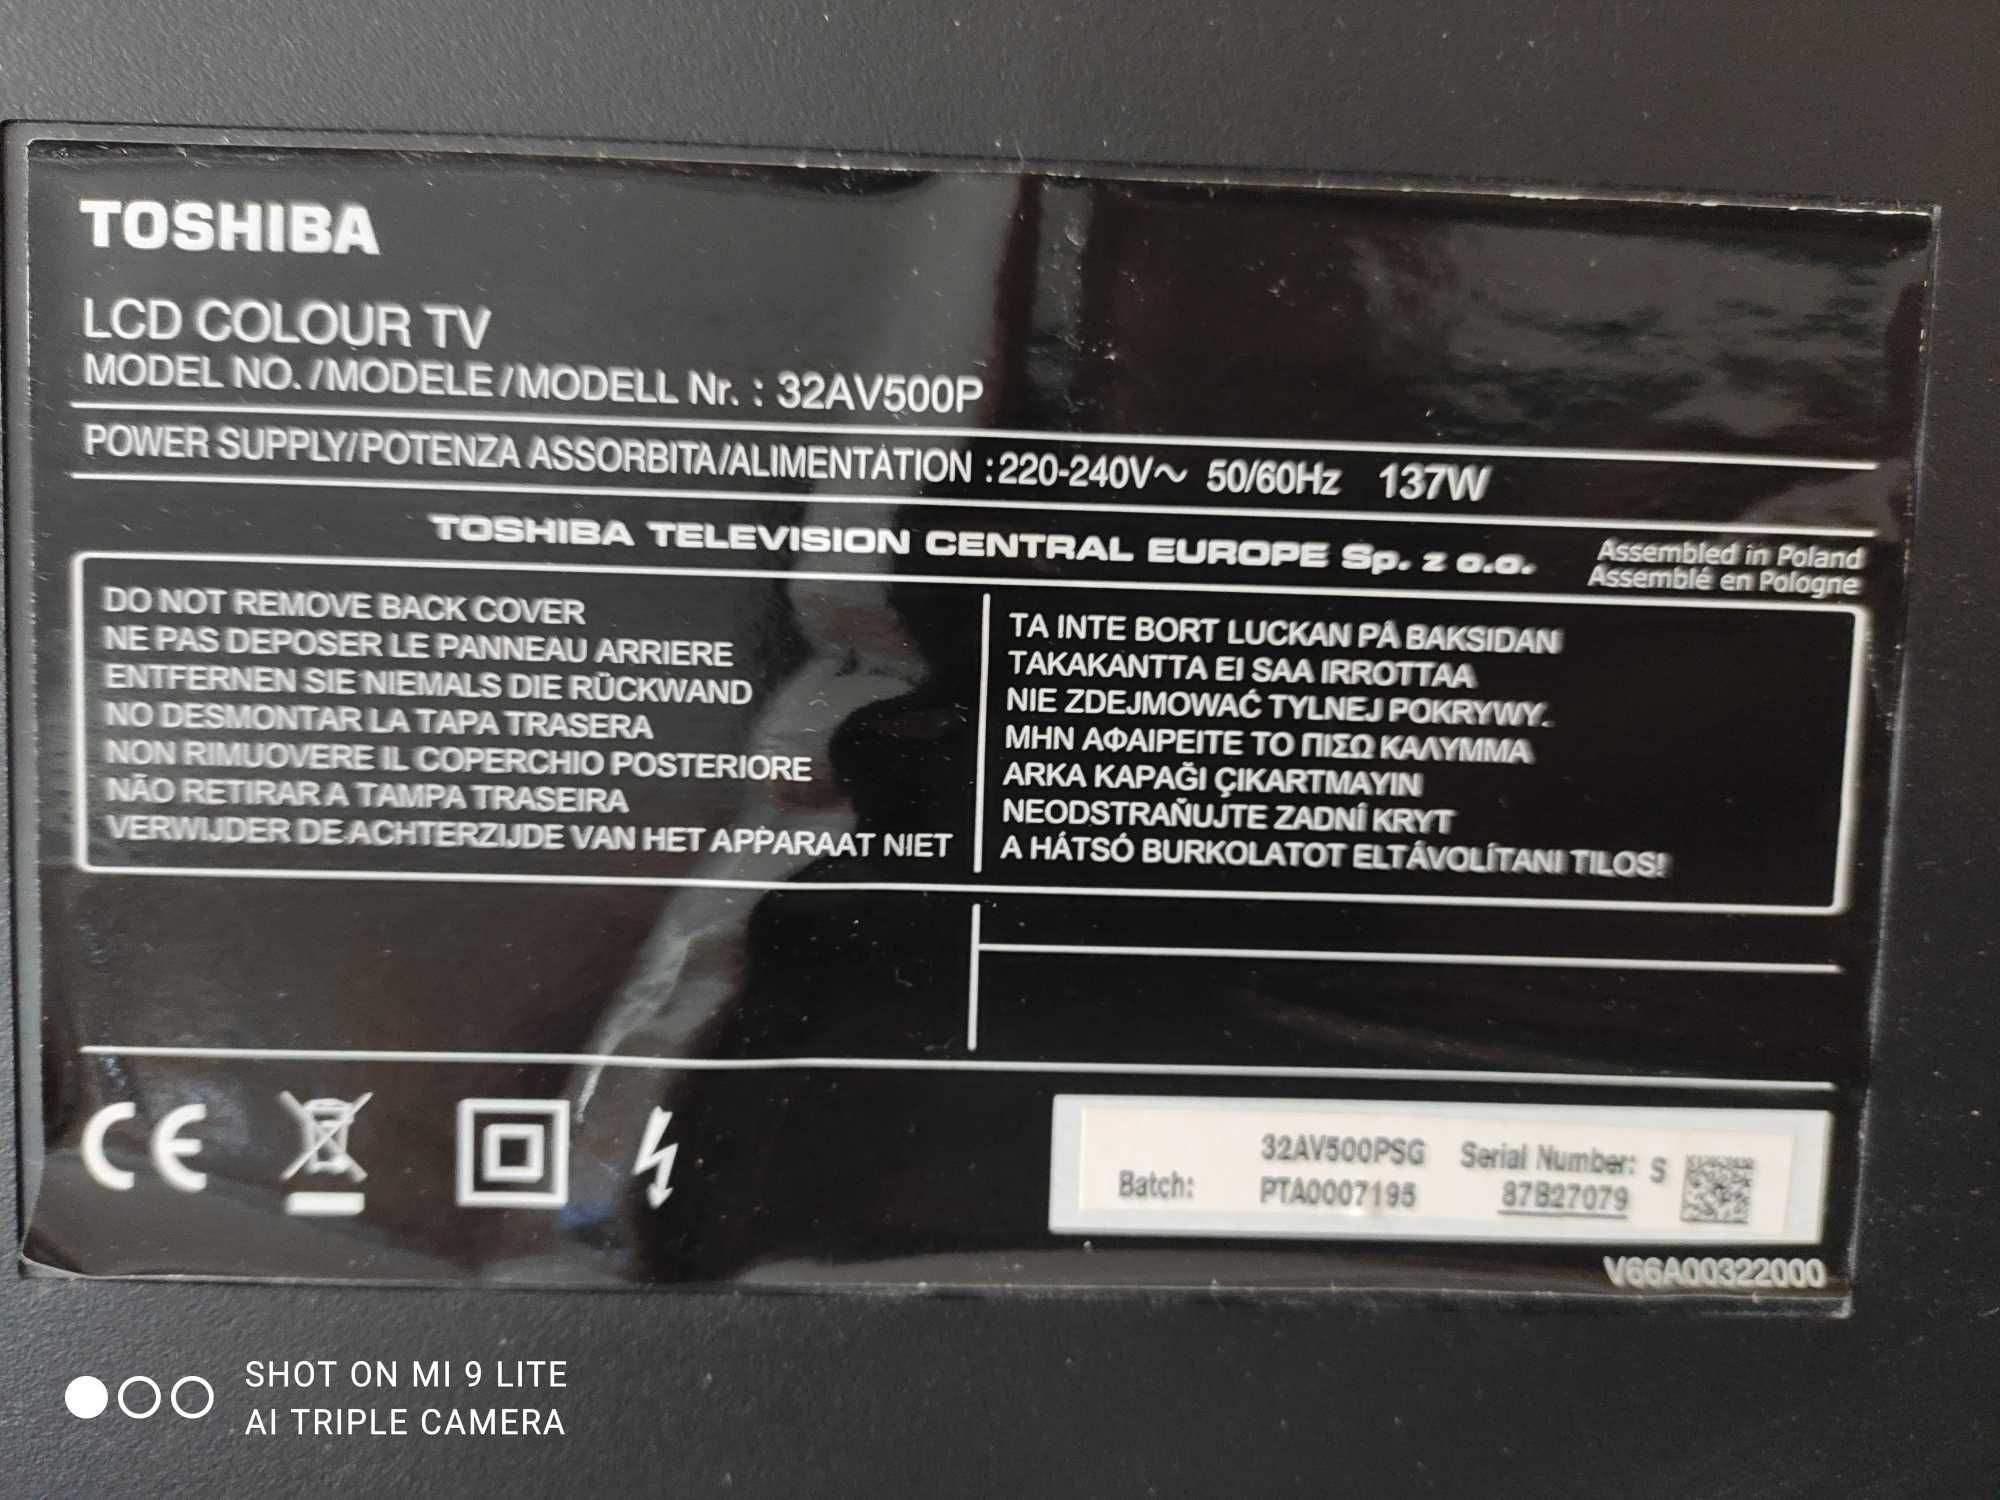 TOSHIBA
LCD COLOUR TV
MODEL NO./MODELE/MODELL Nr. : 32AV500P
POWER SUPPLY/POTENZA ASSORBITA/ALIMENTATION :220-240V~ 50/60Hz 137W
TOSHIBA TELEVISION CENTRAL EUROPE Sp. z o.o.
Assembled in Poland
Assemblé en Pologne
DO NOT REMOVE BACK COVER
NE PAS DEPOSER LE PANNEAU ARRIERE
ENTFERNEN SIE NIEMALS DIE RÜCKWAND
NO DESMONTAR LA TAPA TRASERA
NON RIMUOVERE IL COPERCHIO POSTERIORE
NÃO RETIRAR A TAMPA TRASEIRA
VERWIJDER DE ACHTERZIJDE VAN HET APPARAAT NIET
TA INTE BORT LUCKAN PÅ BAKSIDAN
TAKAKANTTA EI SAA IRROTTAA
NIE ZDEJMOWAĆ TYLNEJ POKRYWY.
ΜΗΝ ΑΦΑΙΡΕΙΤΕ ΤΟ ΠΙΣΩ ΚΑΛΥΜΜΑ
ARKA KAPAĞI ÇIKARTMAYIN
NEODSTRAŇUJTE ZADNÍ KRYT
A HÁTSÓ BURKOLATOT ELTÁVOLÍTANI TILOS!
CE
32AV500PSG Serial Number: S
Batch: PTA0007195 87B27079
V66A00322000
SHOT ON MI 9 LITE
AI TRIPLE CAMERA